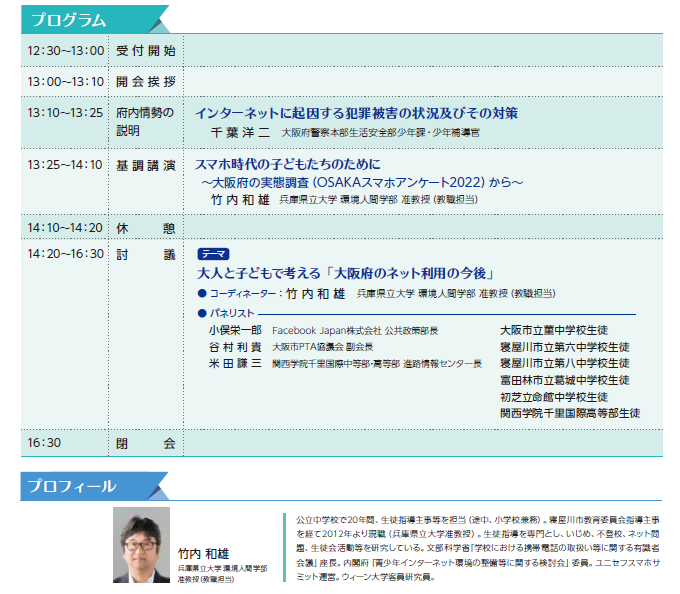 プログラム
12:30〜13:00 受付開始
13:00〜13:10 開会挨拶
13:10〜13:25 府内情勢の説明 インターネットに起因する犯罪被害の状況及びその対策
千葉洋二 大阪府警察本部生活安全部少年課・少年補導官
13:25〜14:10 基調講演 スマホ時代の子どもたちのために
〜大阪府の実態調査（OSAKAスマホアンケート2022）から〜
竹内和雄 兵庫県立大学 環境人間学部 准教授（教職担当）
14:10〜14:20 休憩
14:20〜16:30 討議 テーマ
大人と子どもで考える「大阪府のネット利用の今後」
● コーディネーター：竹内和雄 兵庫県立大学 環境人間学部 准教授（教職担当）
● パネリスト
小俣栄一郎 Facebook Japan株式会社 公共政策部長 大阪市立菫中学校生徒
谷村利貴 大阪市PTA協議会 副会長 寝屋川市立第六中学校生徒
米田謙三 関西学院千里国際中等部・高等部 進路情報センター長 寝屋川市立第八中学校生徒
富田林市立葛城中学校生徒
初芝立命館中学校生徒
関西学院千里国際高等部生徒
16:30 閉会
プロフィール
竹内 和雄
兵庫県立大学 環境人間学部
准教授（教職担当）
公立中学校で20年間、生徒指導主事等を担当（途中、小学校兼務）。寝屋川市教育委員会指導主事
を経て2012年より現職（兵庫県立大学准教授）。生徒指導を専門とし、いじめ、不登校、ネット問
題、生徒会活動等を研究している。文部科学省「学校における携帯電話の取扱い等に関する有識者
会議」座長。内閣府「青少年インターネット環境の整備等に関する検討会」委員。ユニセフスマホサ
ミット運営。ウィーン大学客員研究員。